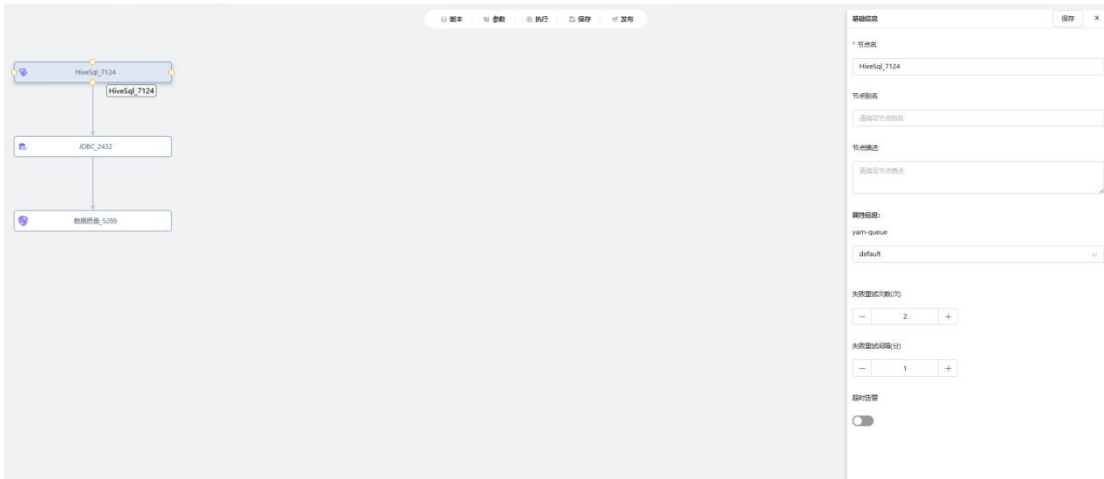 版本 参数 执行 保存 发布
HiveSql_7124
HiveSql_7124
JDBC_2432
数据质量_5289
基础信息 保存 ×
* 节点名:
HiveSql_7124
节点别名
请填写节点别名
节点描述:
请填写节点描述
属性信息:
yarn-queue
default
失败重试次数(次)
− 2 +
失败重试间隔(分)
− 1 +
超时告警